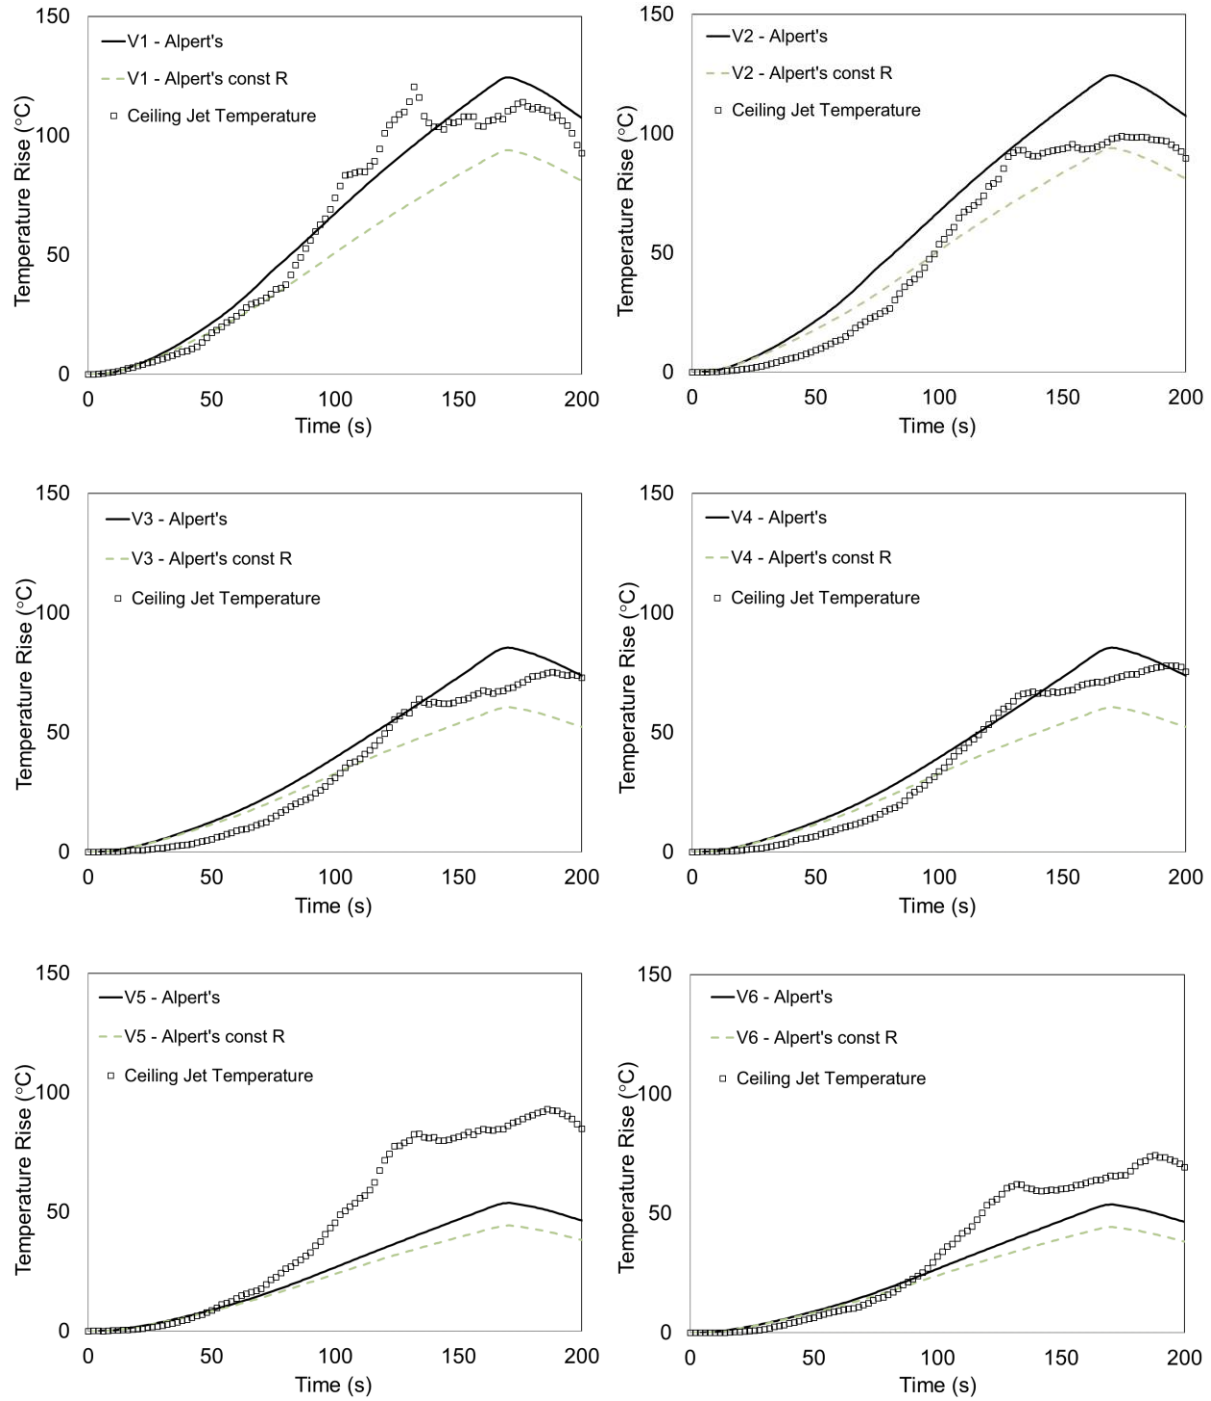 150
V1 - Alpert's
V1 - Alpert's const R
Ceiling Jet Temperature
100
50
0
Temperature Rise (°C)
0 50 100 150 200
Time (s)
150
V2 - Alpert's
V2 - Alpert's const R
Ceiling Jet Temperature
100
50
0
Temperature Rise (°C)
0 50 100 150 200
Time (s)
150
V3 - Alpert's
V3 - Alpert's const R
Ceiling Jet Temperature
100
50
0
Temperature Rise (°C)
0 50 100 150 200
Time (s)
150
V4 - Alpert's
V4 - Alpert's const R
Ceiling Jet Temperature
100
50
0
Temperature Rise (°C)
0 50 100 150 200
Time (s)
150
V5 - Alpert's
V5 - Alpert's const R
Ceiling Jet Temperature
100
50
0
Temperature Rise (°C)
0 50 100 150 200
Time (s)
150
V6 - Alpert's
V6 - Alpert's const R
Ceiling Jet Temperature
100
50
0
Temperature Rise (°C)
0 50 100 150 200
Time (s)